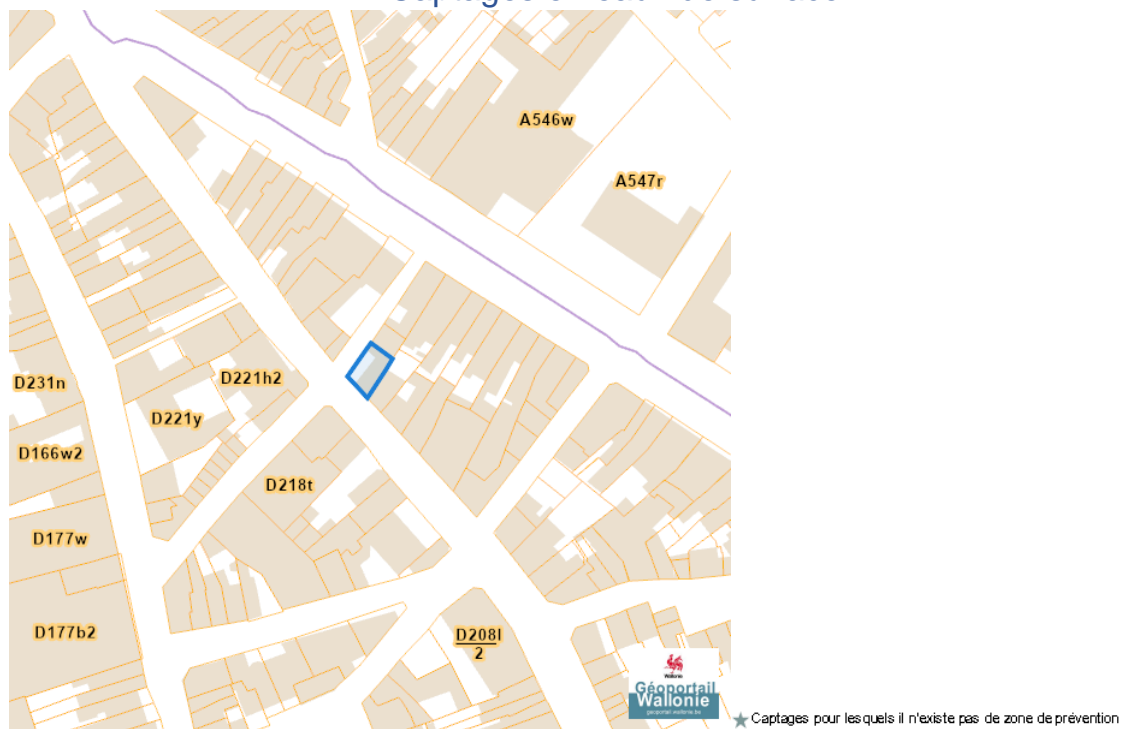 A546w
A547r
D231n
D221h2
D221y
D166w2
D218t
D177w
D177b2
D208l
2
Wallonie
Géoportail
Wallonie
geoportail.wallonie.be
Captages pour lesquels il n'existe pas de zone de prévention